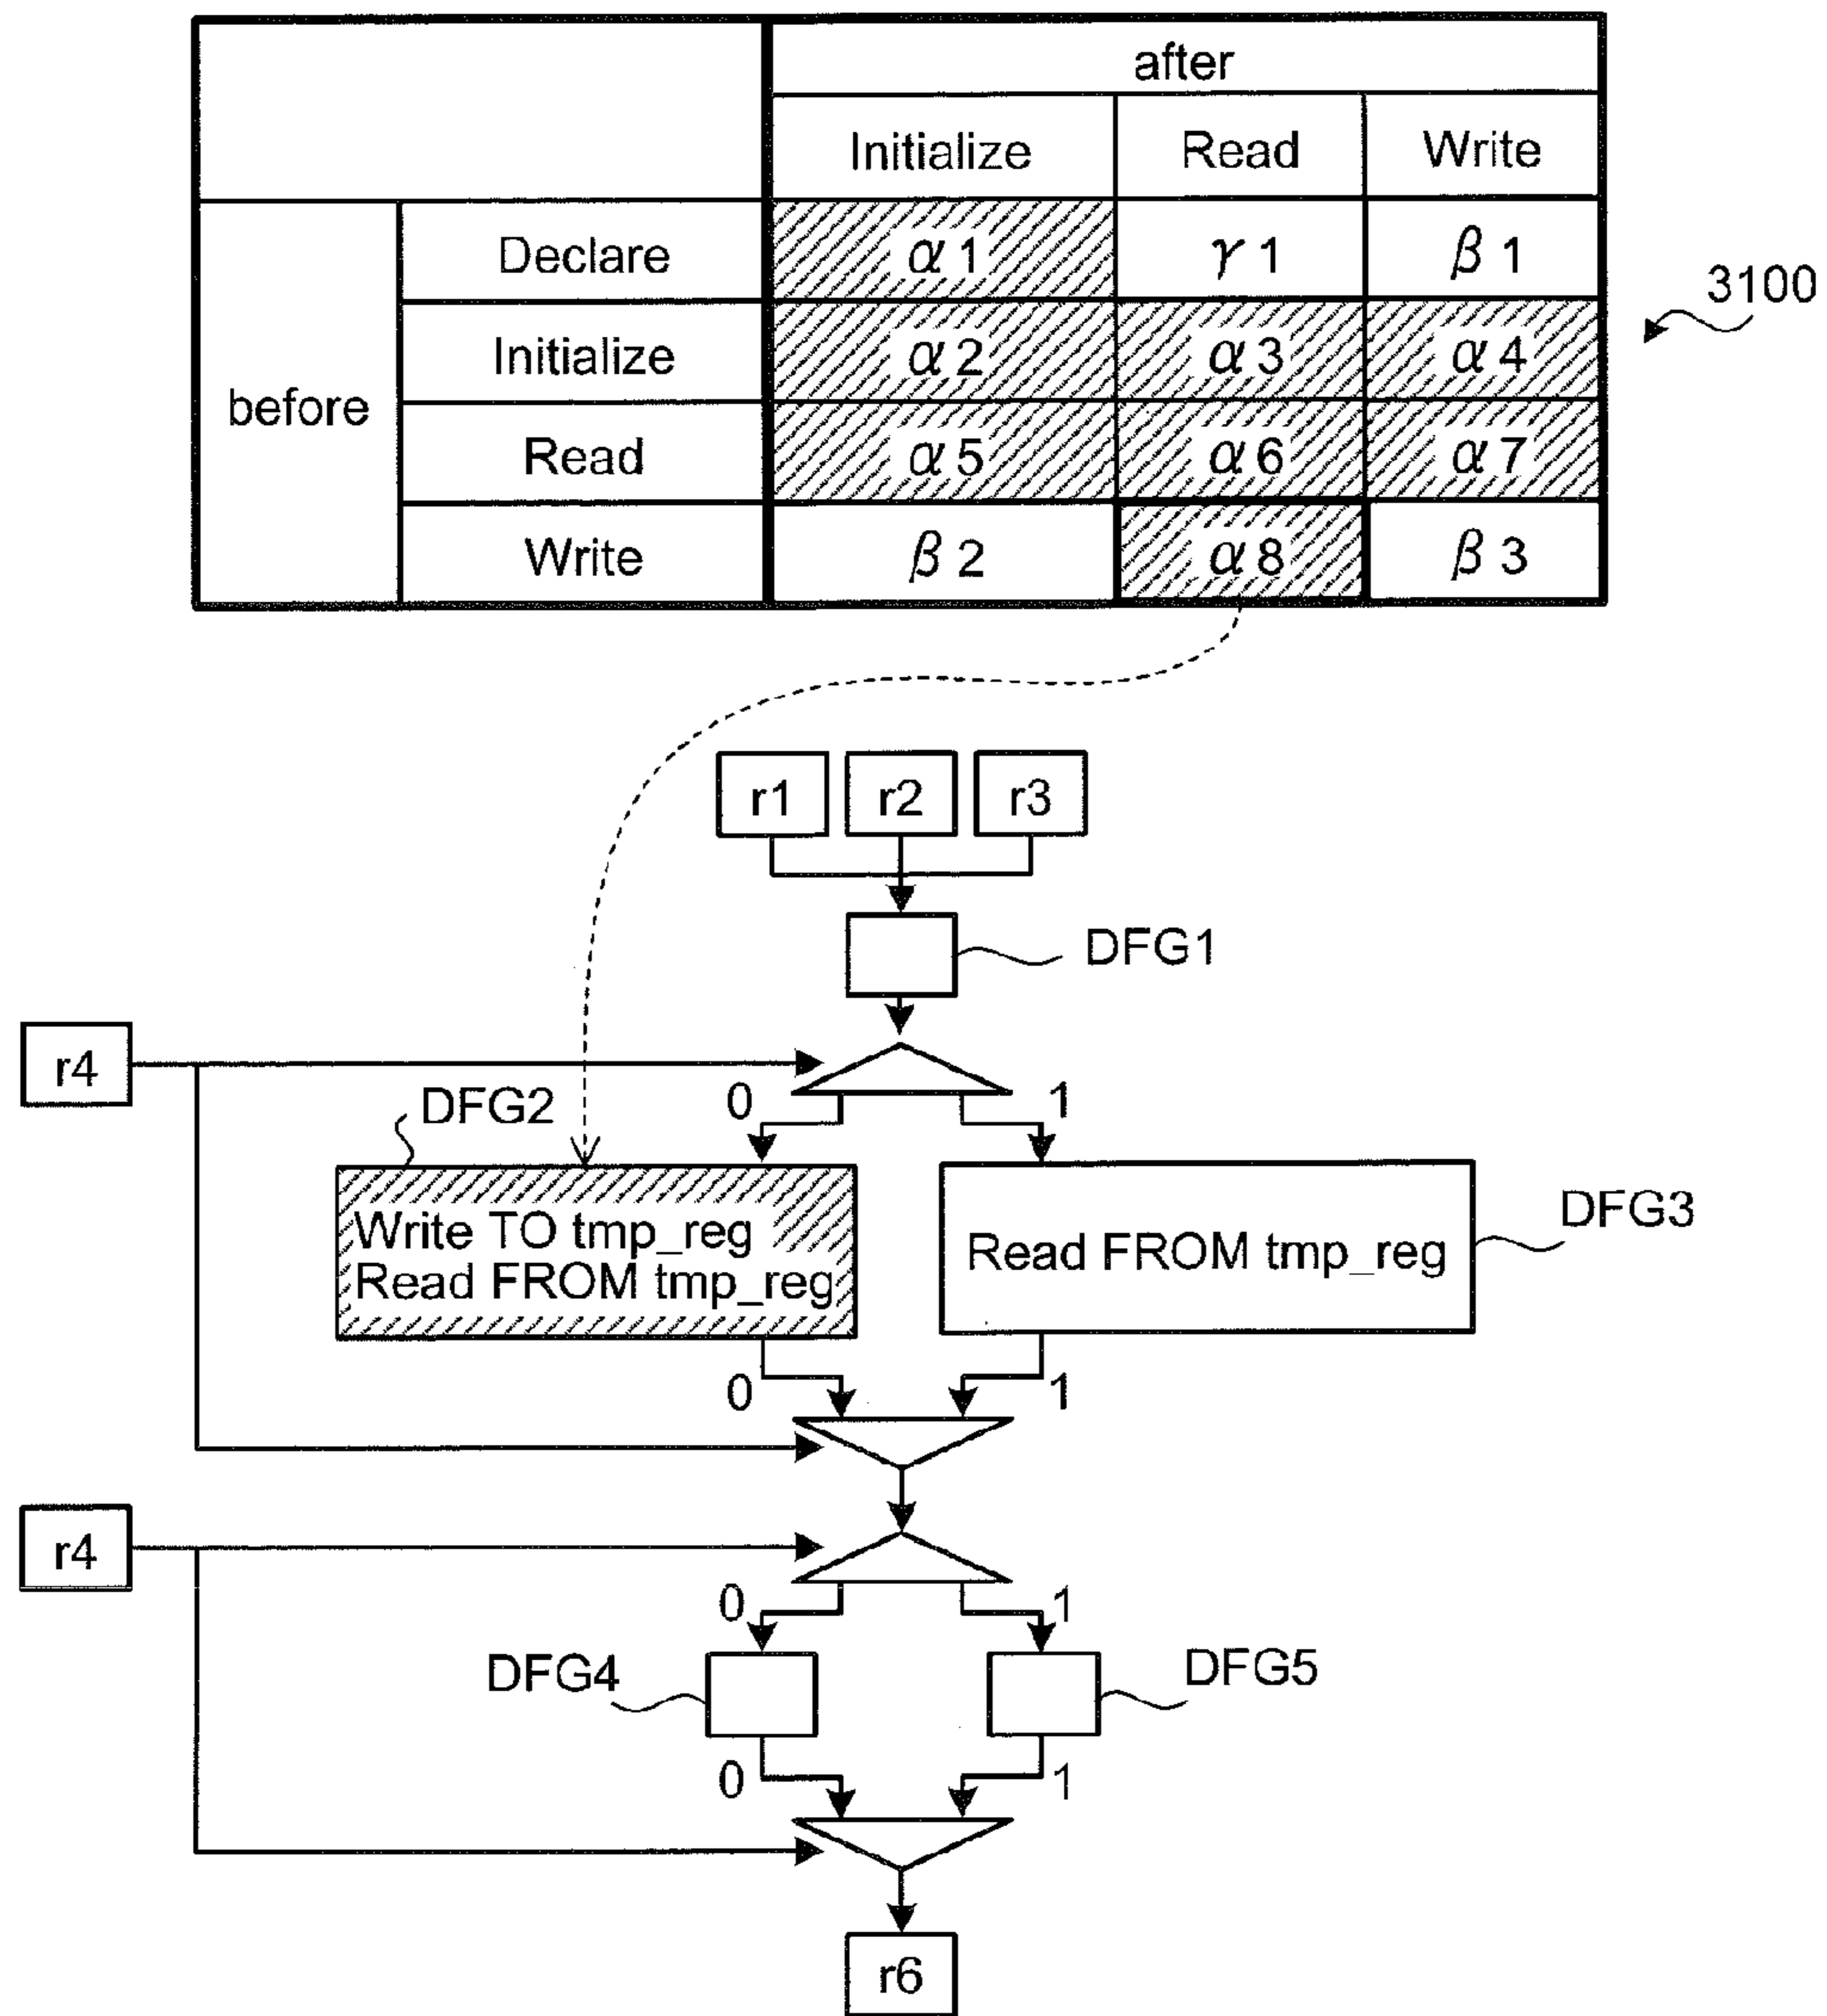 after
Initialize Read Write
before
Declare α1 γ1 β1
3100
Initialize α2 α3 α4
Read α5 α6 α7
Write β2 α8 β3
r1 r2 r3
DFG1
r4
DFG2
0 1
Write TO tmp_reg
Read FROM tmp_reg
Read FROM tmp_reg
DFG3
0 1
r4
0 1
DFG4
DFG5
0 1
r6